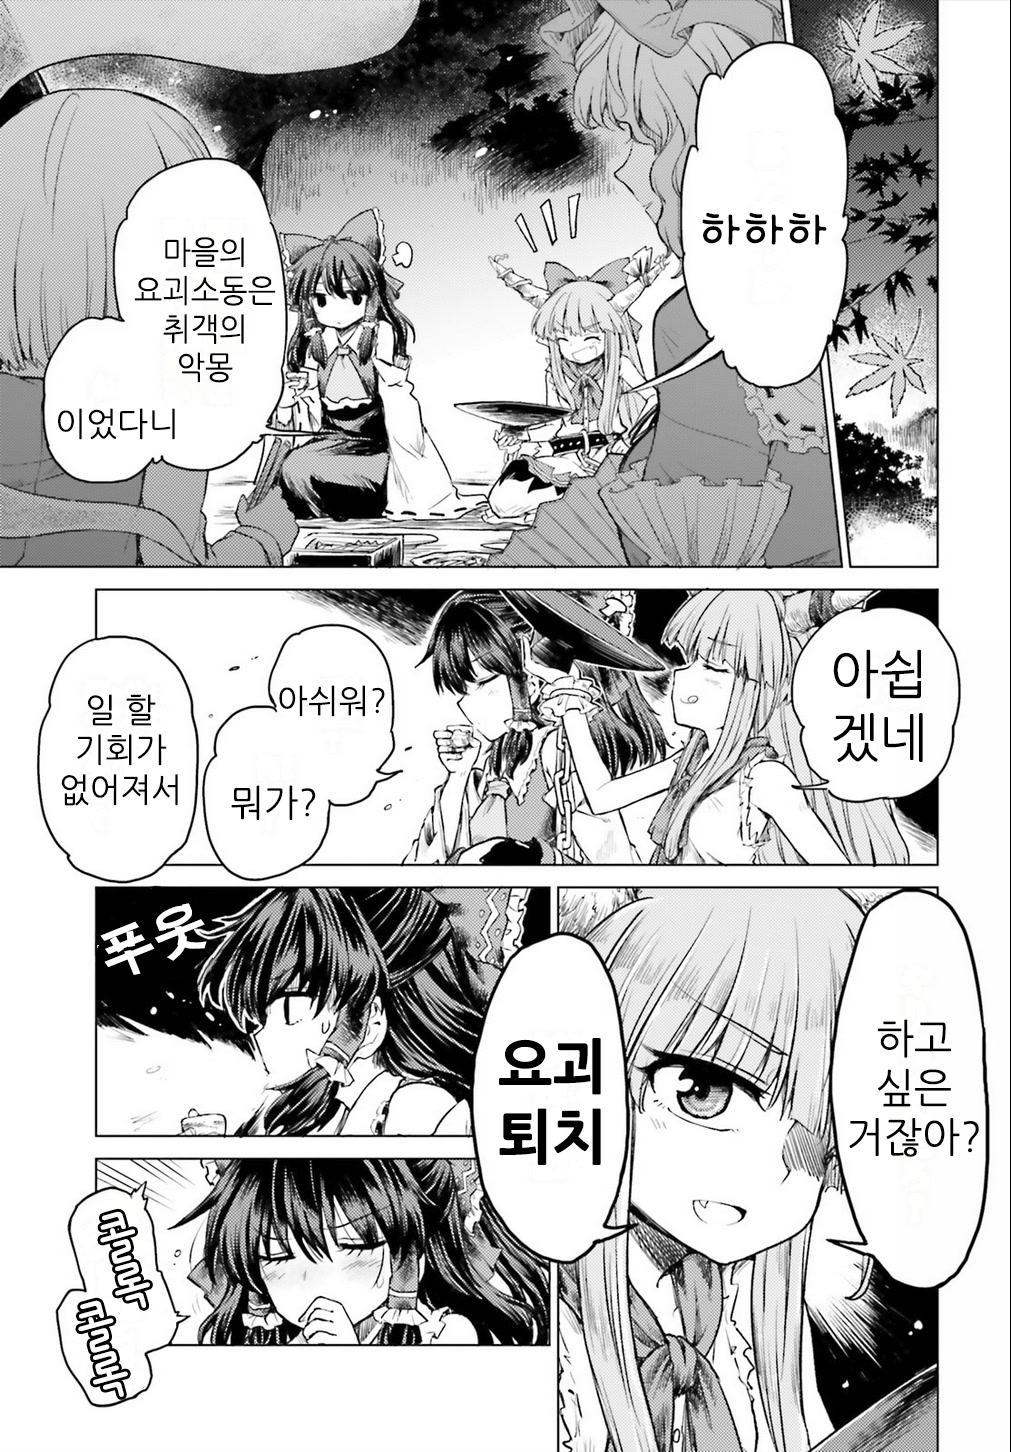 하하하
마을의
요괴소동은
취객의
악몽
이었다니
아쉽
겠네
아쉬워?
뭐가?
일 할
기회가
없어져서
하고
싶은
거잖아?
요괴
퇴치
푸웃
콜록
콜록